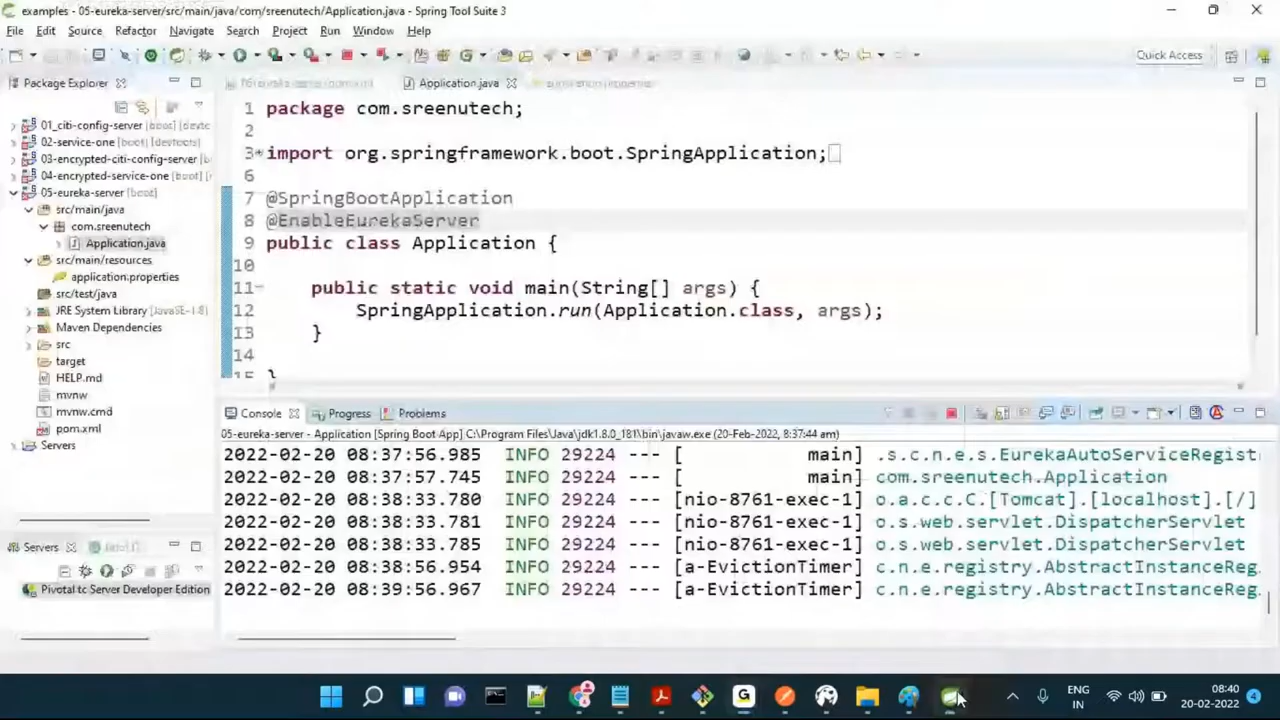 examples - 05-eureka-server/src/main/java/com/sreenutech/Application.java - Spring Tool Suite 3
File Edit Source Refactor Navigate Search Project Run Window Help
Quick Access
Package Explorer
Application.java
01_citi-config-server [boot] [devtc
02-service-one [boot] [devtools]
03-encrypted-citi-config-server
04-encrypted-service-one [boot]
05-eureka-server [boot]
src/main/java
com.sreenutech
Application.java
src/main/resources
application.properties
src/test/java
JRE System Library [JavaSE-1.8]
Maven Dependencies
src
target
HELP.md
mvnw
mvnw.cmd
pom.xml
Servers
1 package com.sreenutech;
2
3 import org.springframework.boot.SpringApplication;
6
7 @SpringBootApplication
8 @EnableEurekaServer
9 public class Application {
10
11 public static void main(String[] args) {
12 SpringApplication.run(Application.class, args);
13 }
14
15 }
Console Progress Problems
05-eureka-server - Application [Spring Boot App] C:\Program Files\Java\jdk1.8.0_181\bin\javaw.exe (20-Feb-2022, 8:37:44 am)
2022-02-20 08:37:56.985 INFO 29224 --- [ main] .s.c.n.e.s.EurekaAutoServiceRegist
2022-02-20 08:37:57.745 INFO 29224 --- [ main] com.sreenutech.Application
2022-02-20 08:38:33.780 INFO 29224 --- [nio-8761-exec-1] o.a.c.c.C.[Tomcat].[localhost].[/]
2022-02-20 08:38:33.781 INFO 29224 --- [nio-8761-exec-1] o.s.web.servlet.DispatcherServlet
2022-02-20 08:38:33.785 INFO 29224 --- [nio-8761-exec-1] o.s.web.servlet.DispatcherServlet
2022-02-20 08:38:56.954 INFO 29224 --- [a-EvictionTimer] c.n.e.registry.AbstractInstanceReg
2022-02-20 08:39:56.967 INFO 29224 --- [a-EvictionTimer] c.n.e.registry.AbstractInstanceReg
Servers
Pivotal tc Server Developer Edition
ENG
IN
08:40
20-02-2022
4